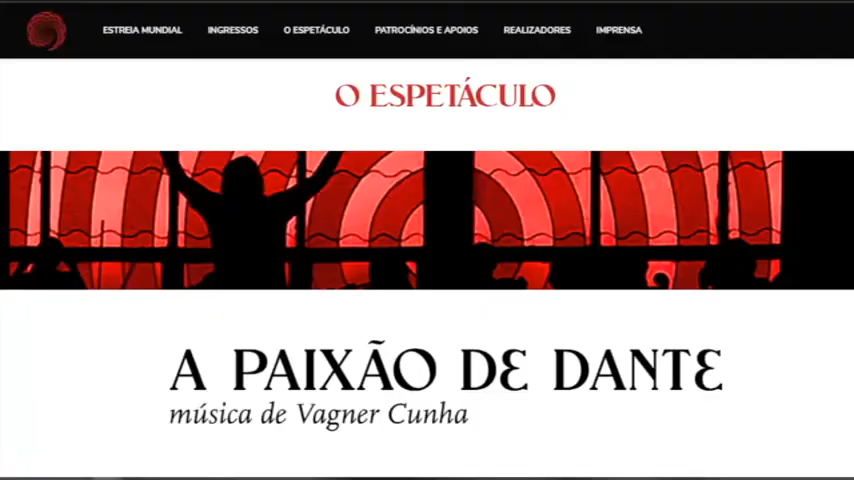 ESTREIA MUNDIAL INGRESSOS O ESPETÁCULO PATROCÍNIOS E APOIOS REALIZADORES IMPRENSA
O ESPETÁCULO
A PAIXÃO DE DANTE
música de Vagner Cunha